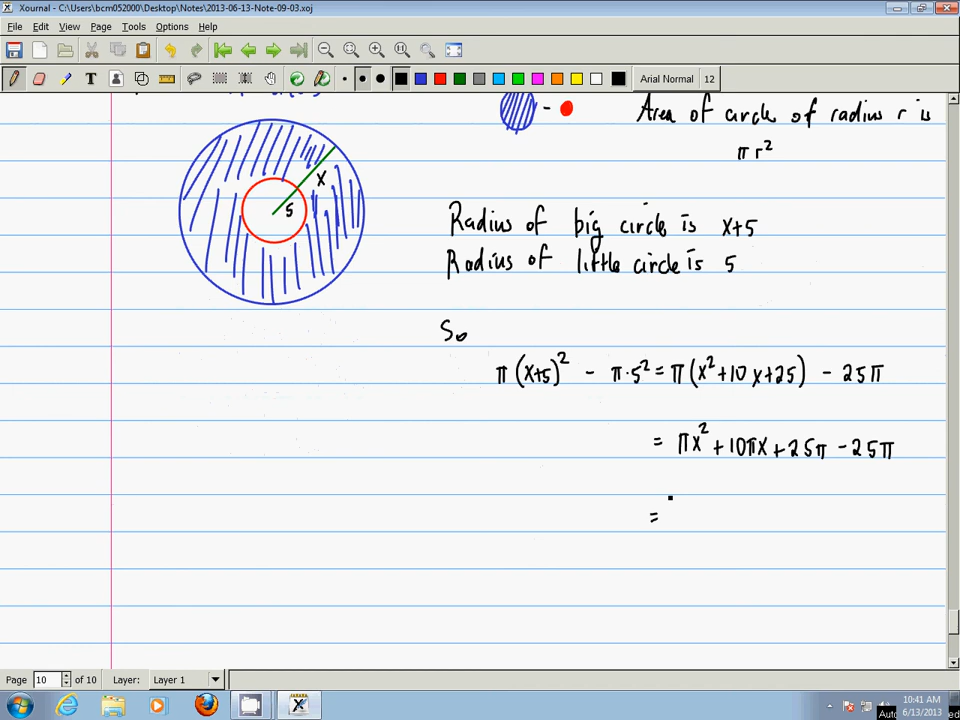 Xournal - C:\Users\bcm052000\Desktop\Notes\2013-06-13-Note-09-03.xoj
File Edit View Page Tools Options Help
Arial Normal 12
Area of circle of radius r is
πr²
x
5
Radius of big circle is x+5
Radius of little circle is 5
So
π(x+5)² - π·5² = π(x²+10x+25) - 25π
= πx² + 10πx + 25π - 25π
=
Page 10 of 10 Layer: Layer 1
10:41 AM
6/13/2013